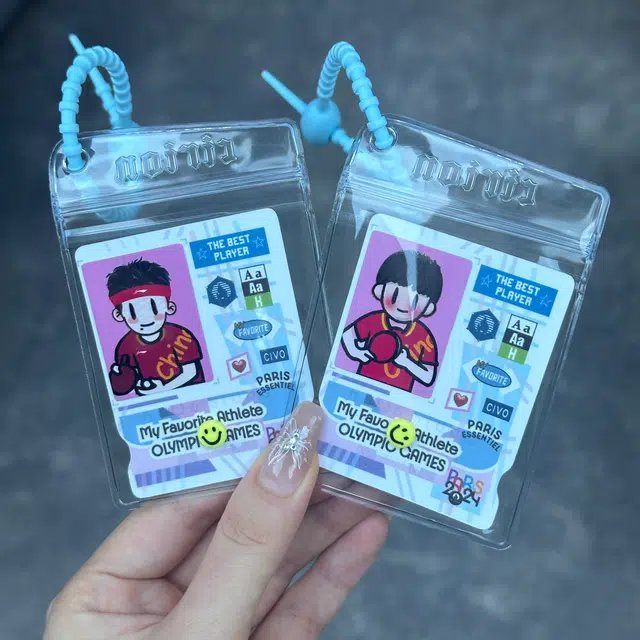 THE BEST
PLAYER
Aa
Aa
A
FAVORITE
CIVO
PARIS
ESSENTIEL
China
My Favorite Athlete
OLYMPIC GAMES
THE BEST
PLAYER
Aa
Aa
A
FAVORITE
CIVO
PARIS
ESSENTIEL
My Favo Athlete
OLYMPIC GAMES
PARIS
2024